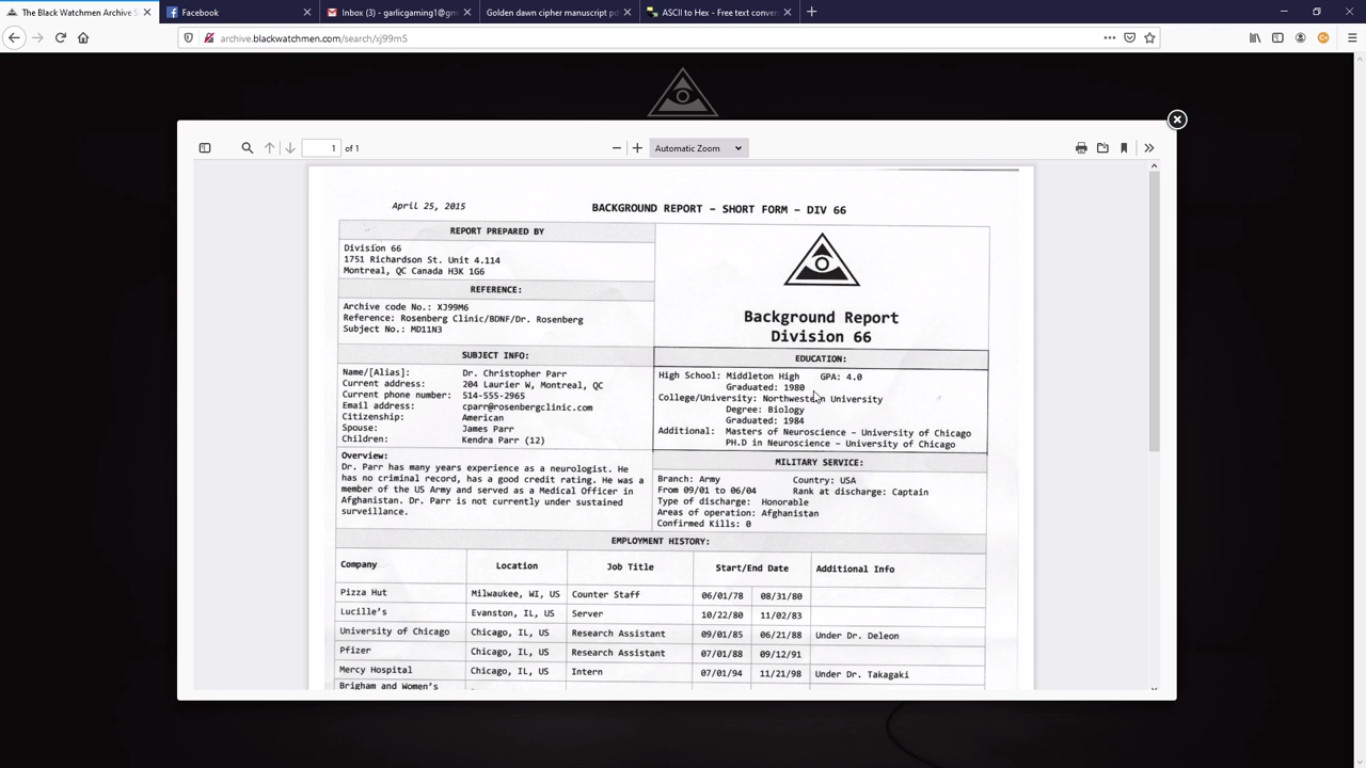 The Black Watchmen Archive S
Facebook
Inbox (3) - garlicgaming1@gm
Golden dawn cipher manuscript pd
ASCII to Hex - Free text conver
archive.blackwatchmen.com/search/xj99m5
1 of 1
Automatic Zoom
April 25, 2015
BACKGROUND REPORT - SHORT FORM - DIV 66
REPORT PREPARED BY
Division 66
1751 Richardson St. Unit 4.114
Montreal, QC Canada H3K 1G6
REFERENCE:
Archive code No.: XJ99M6
Reference: Rosenberg Clinic/BDNF/Dr. Rosenberg
Subject No.: MD11N3
Background Report
Division 66
SUBJECT INFO:
Name/[Alias]: Dr. Christopher Parr
Current address: 204 Laurier W, Montreal, QC
Current phone number: 514-555-2965
Email address: cparr@rosenbergclinic.com
Citizenship: American
Spouse: James Parr
Children: Kendra Parr (12)
EDUCATION:
High School: Middleton High GPA: 4.0
Graduated: 1980
College/University: Northwestern University
Degree: Biology
Graduated: 1984
Additional: Masters of Neuroscience - University of Chicago
PH.D in Neuroscience - University of Chicago
Overview:
Dr. Parr has many years experience as a neurologist. He
has no criminal record, has a good credit rating. He was a
member of the US Army and served as a Medical Officer in
Afghanistan. Dr. Parr is not currently under sustained
surveillance.
MILITARY SERVICE:
Branch: Army Country: USA
From 09/01 to 06/04 Rank at discharge: Captain
Type of discharge: Honorable
Areas of operation: Afghanistan
Confirmed Kills: 0
EMPLOYMENT HISTORY:
Company Location Job Title Start/End Date Additional Info
Pizza Hut Milwaukee, WI, US Counter Staff 06/01/78 08/31/80
Lucille's Evanston, IL, US Server 10/22/80 11/02/83
University of Chicago Chicago, IL, US Research Assistant 09/01/85 06/21/88 Under Dr. Deleon
Pfizer Chicago, IL, US Research Assistant 07/01/88 09/12/91
Mercy Hospital Chicago, IL, US Intern 07/01/94 11/21/98 Under Dr. Takagaki
Brigham and Women's